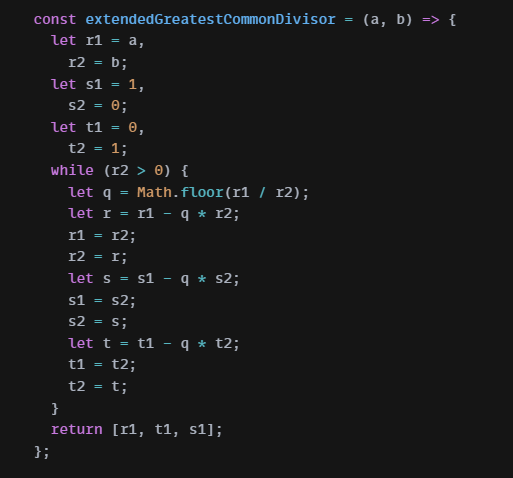 const extendedGreatestCommonDivisor = (a, b) => {
  let r1 = a,
    r2 = b;
  let s1 = 1,
    s2 = 0;
  let t1 = 0,
    t2 = 1;
  while (r2 > 0) {
    let q = Math.floor(r1 / r2);
    let r = r1 - q * r2;
    r1 = r2;
    r2 = r;
    let s = s1 - q * s2;
    s1 = s2;
    s2 = s;
    let t = t1 - q * t2;
    t1 = t2;
    t2 = t;
  }
  return [r1, t1, s1];
};